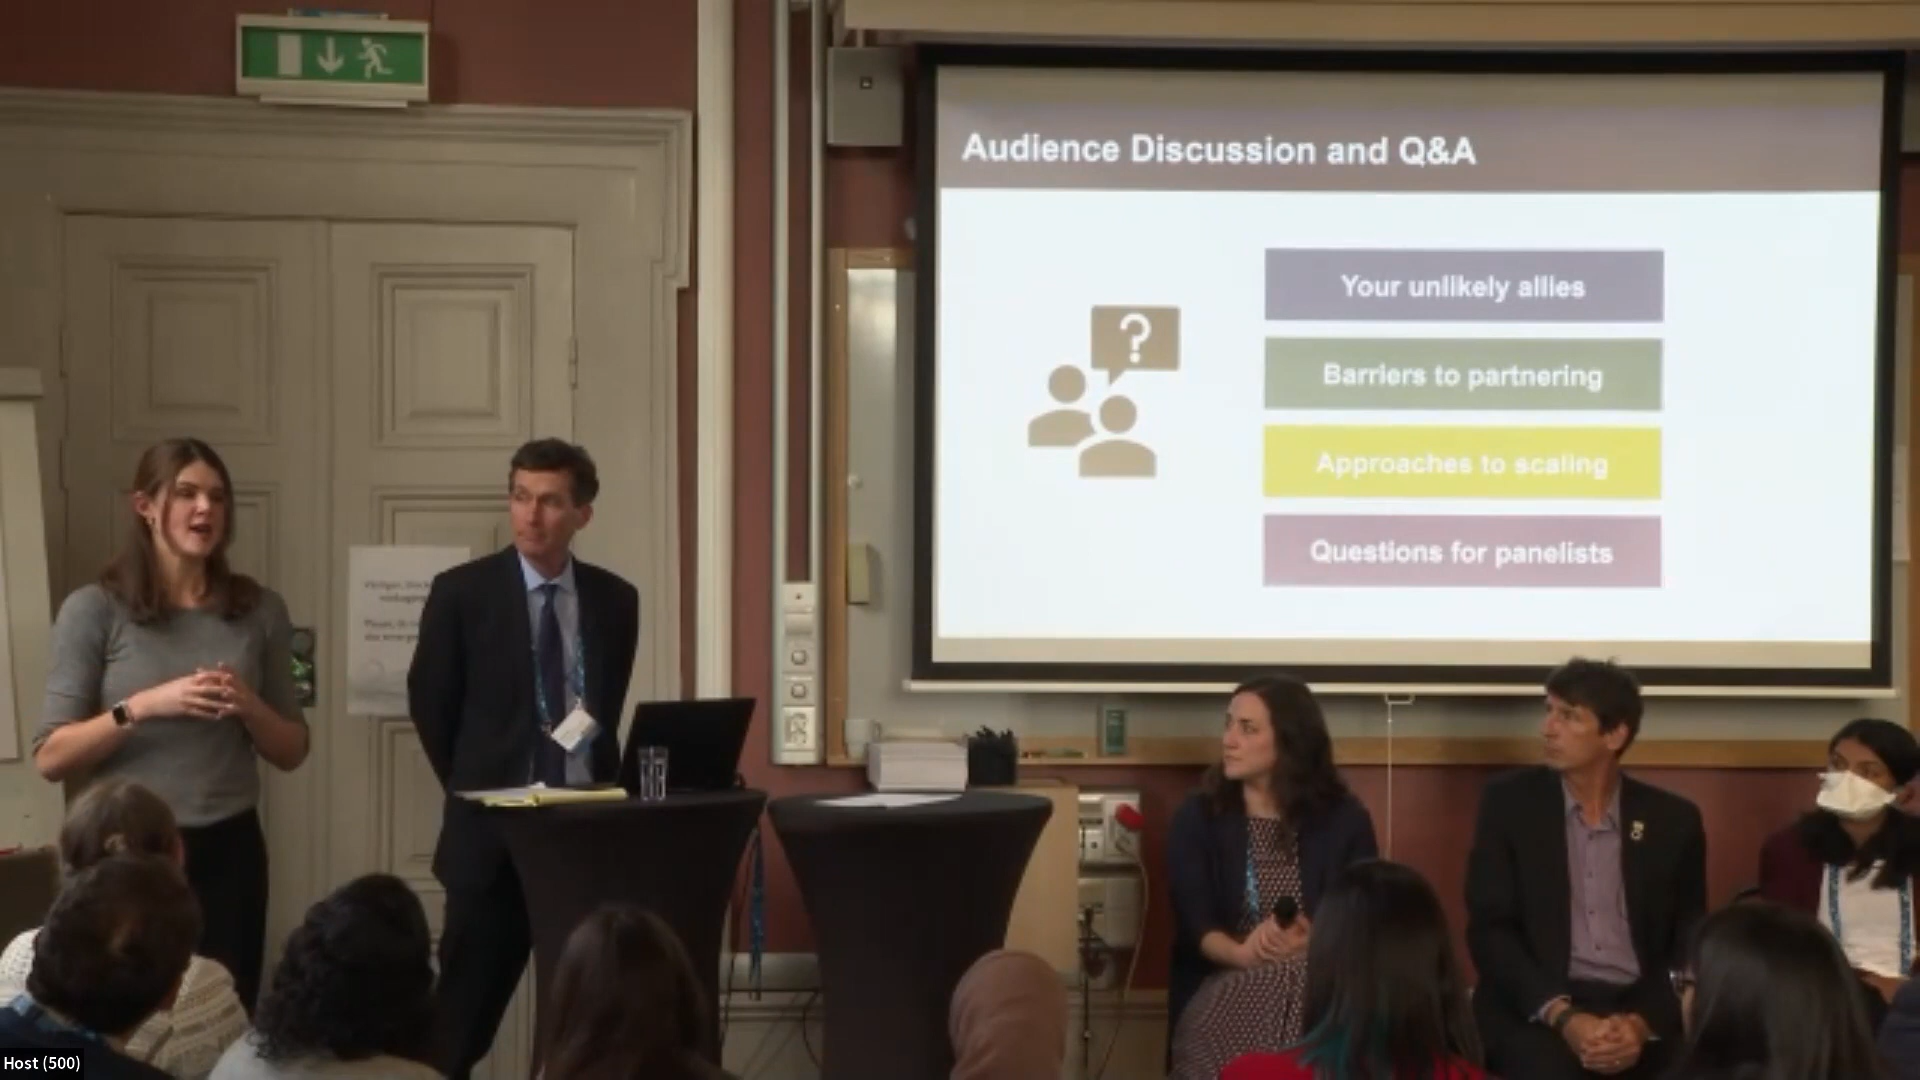 Audience Discussion and Q&A
?
Your unlikely allies
Barriers to partnering
Approaches to scaling
Questions for panelists
Host (500)